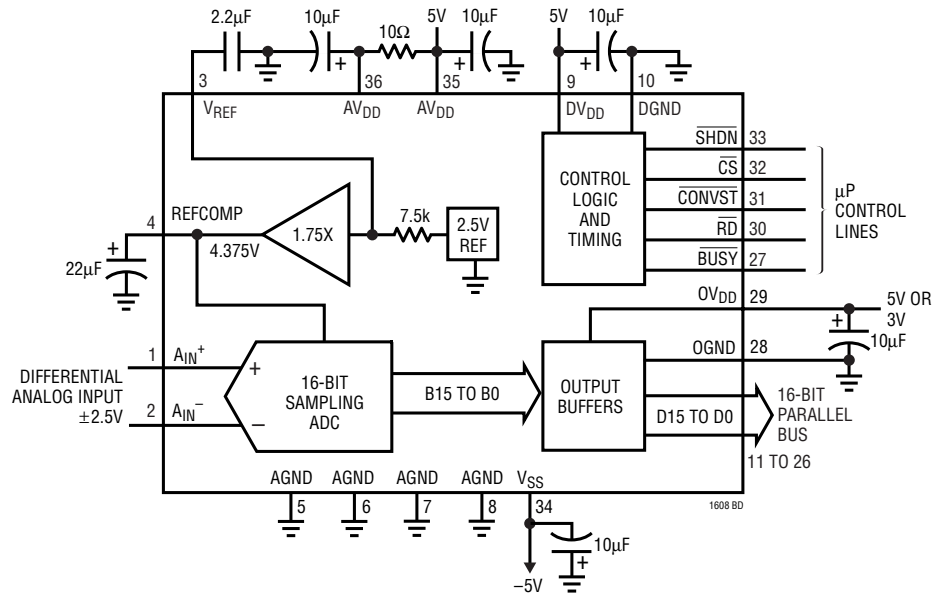 2.2µF
10µF
10Ω
5V
10µF
5V
10µF
+
+
+
3
36
35
9
10
VREF
AVDD
AVDD
DVDD
DGND
CONTROL
LOGIC
AND
TIMING
SHDN 33
CS 32
CONVST 31
RD 30
BUSY 27
µP
CONTROL
LINES
4
REFCOMP
4.375V
1.75X
7.5k
2.5V
REF
+
22µF
OVDD 29
5V OR
3V
+
10µF
OGND 28
1 AIN+
2 AIN−
DIFFERENTIAL
ANALOG INPUT
±2.5V
+
−
16-BIT
SAMPLING
ADC
B15 TO B0
OUTPUT
BUFFERS
D15 TO D0
16-BIT
PARALLEL
BUS
11 TO 26
AGND
AGND
AGND
AGND
VSS
5
6
7
8
34
1608 BD
10µF
+
−5V